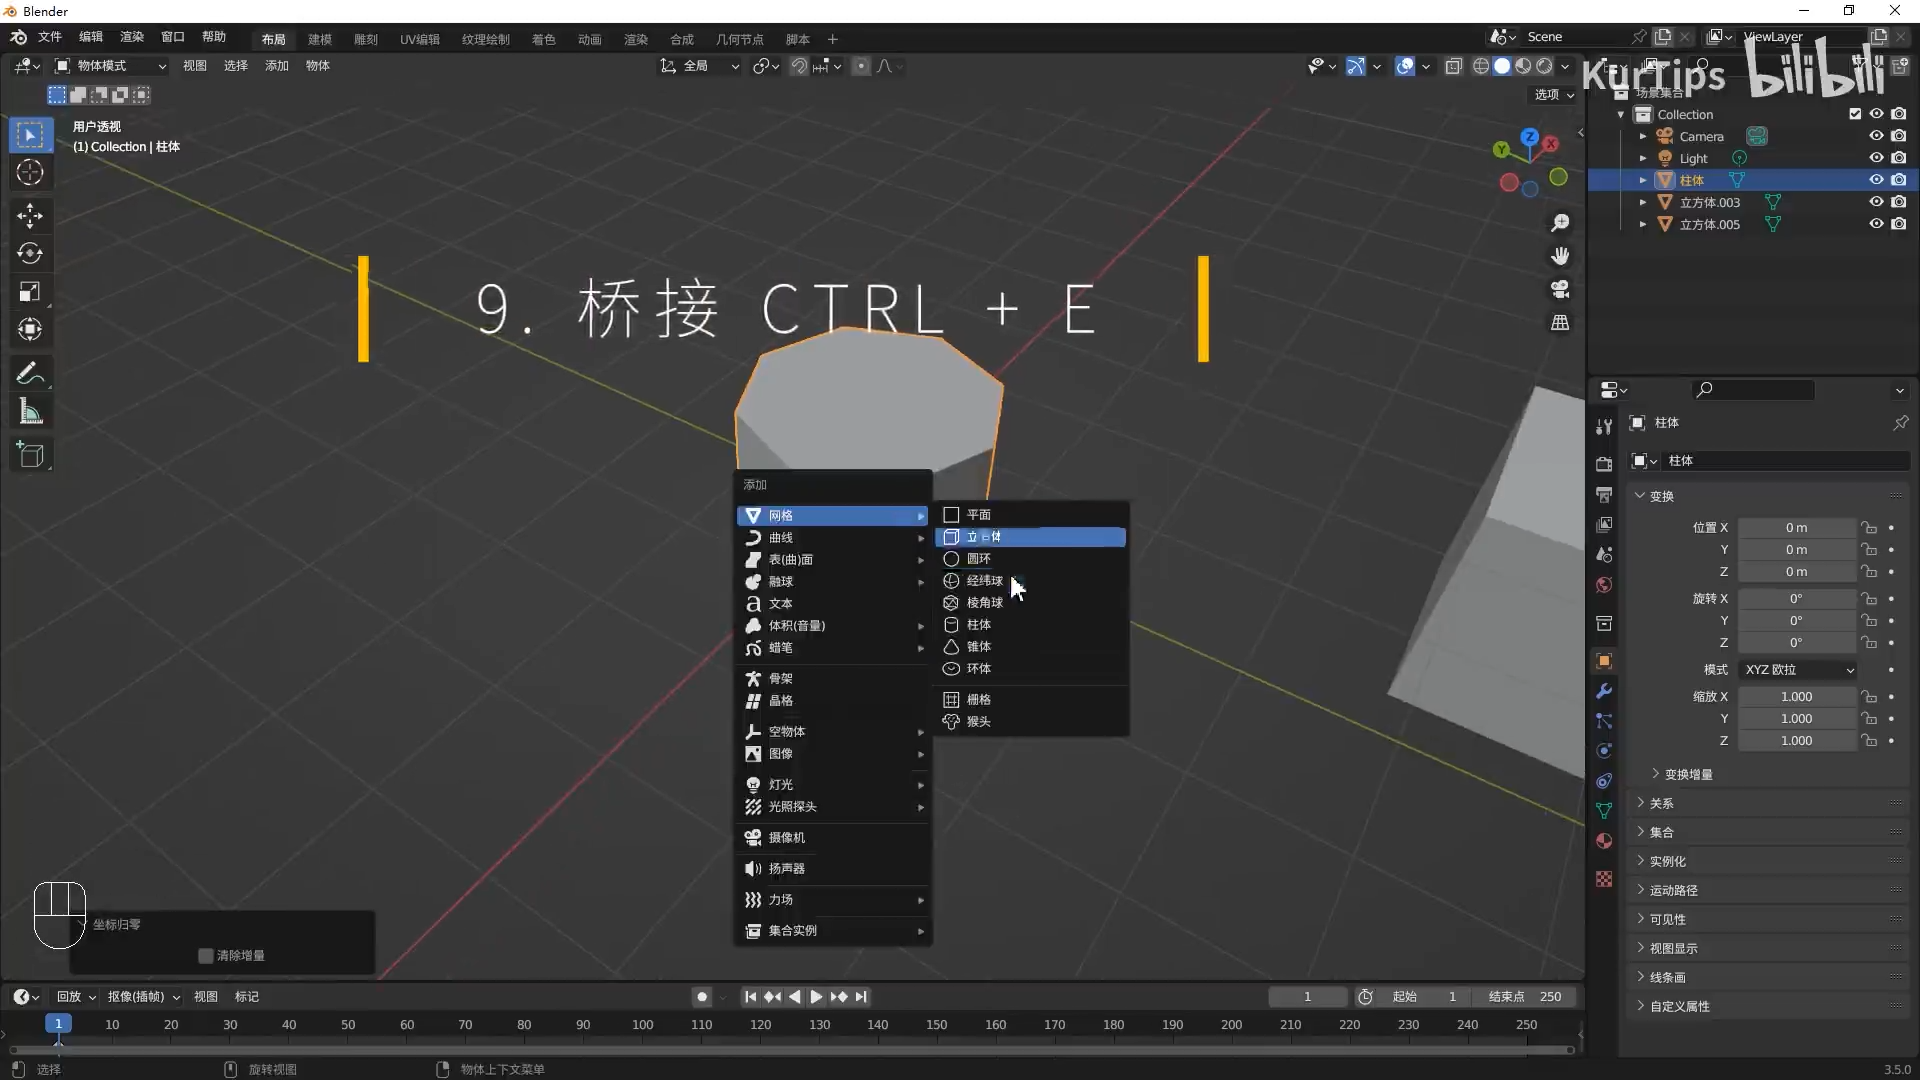 Blender
文件 编辑 渲染 窗口 帮助 布局 建模 雕刻 UV编辑 纹理绘制 着色 动画 渲染 合成 几何节点 脚本 + Scene ViewLayer
物体模式 视图 选择 添加 物体 全局
KurTips bilibili
选项
场景集合
用户透视
(1) Collection | 柱体
Collection
Camera
Light
柱体
立方体.003
立方体.005
Z
X
Y
9. 桥接 CTRL + E
添加
网格
曲线
表(曲)面
融球
文本
体积(音量)
蜡笔
骨架
晶格
空物体
图像
灯光
光照探头
摄像机
扬声器
力场
集合实例
平面
圆环
经纬球
棱角球
柱体
锥体
环体
栅格
猴头
柱体
柱体
变换
位置 X 0 m
Y 0 m
Z 0 m
旋转 X 0°
Y 0°
Z 0°
模式 XYZ 欧拉
缩放 X 1.000
Y 1.000
Z 1.000
变换增量
关系
集合
实例化
运动路径
可见性
视图显示
线条画
自定义属性
坐标归零
清除增量
回放 抠像(插帧) 视图 标记 1 起始 1 结束点 250
1 10 20 30 40 50 60 70 80 90 100 110 120 130 140 150 160 170 180 190 200 210 220 230 240 250
选择 旋转视图 物体上下文菜单 3.5.0